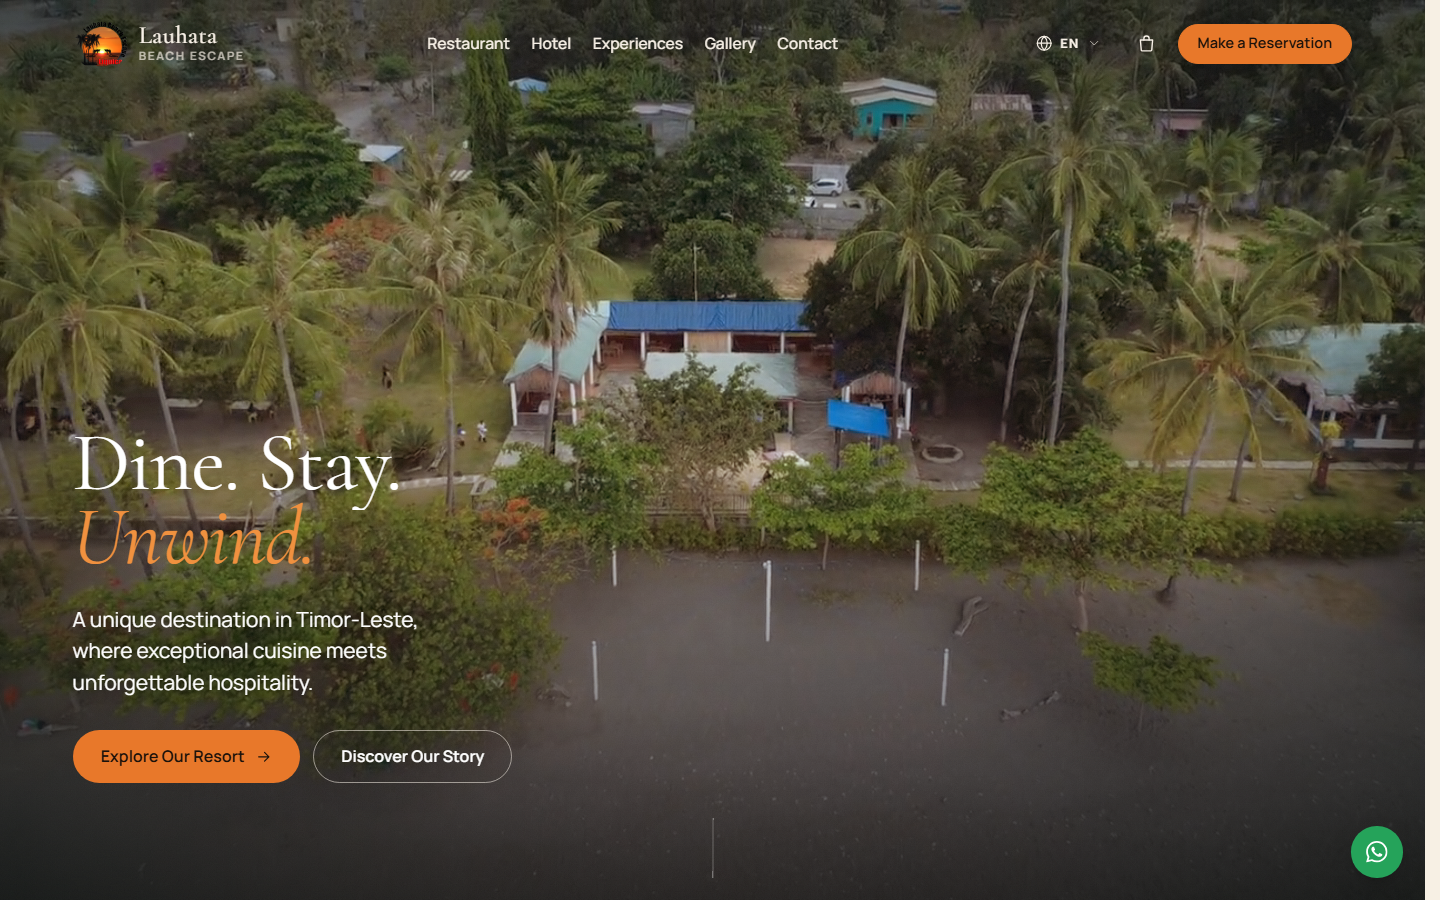 Lauhata
BEACH ESCAPE
Restaurant
Hotel
Experiences
Gallery
Contact
EN
Make a Reservation
Dine. Stay.
Unwind.
A unique destination in Timor-Leste,
where exceptional cuisine meets
unforgettable hospitality.
Explore Our Resort →
Discover Our Story